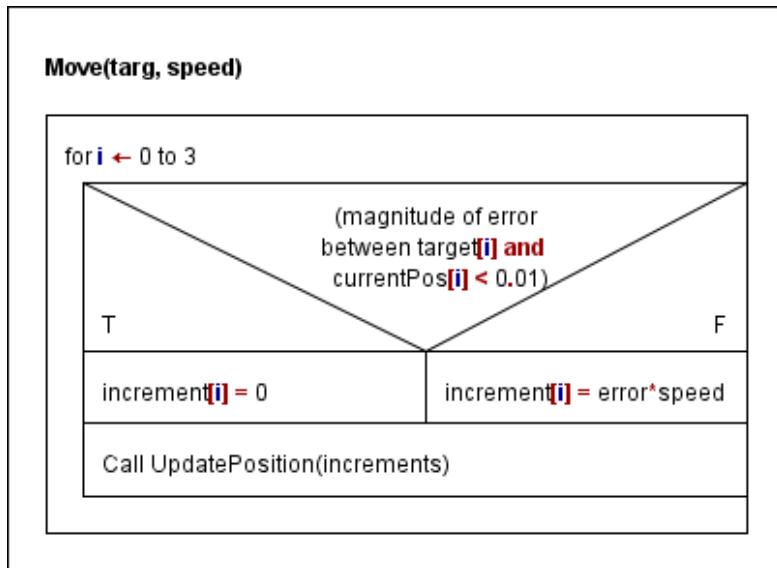 Move(targ, speed)
for i ← 0 to 3
(magnitude of error
between target[i] and
currentPos[i] < 0.01)
T
F
increment[i] = 0
increment[i] = error*speed
Call UpdatePosition(increments)